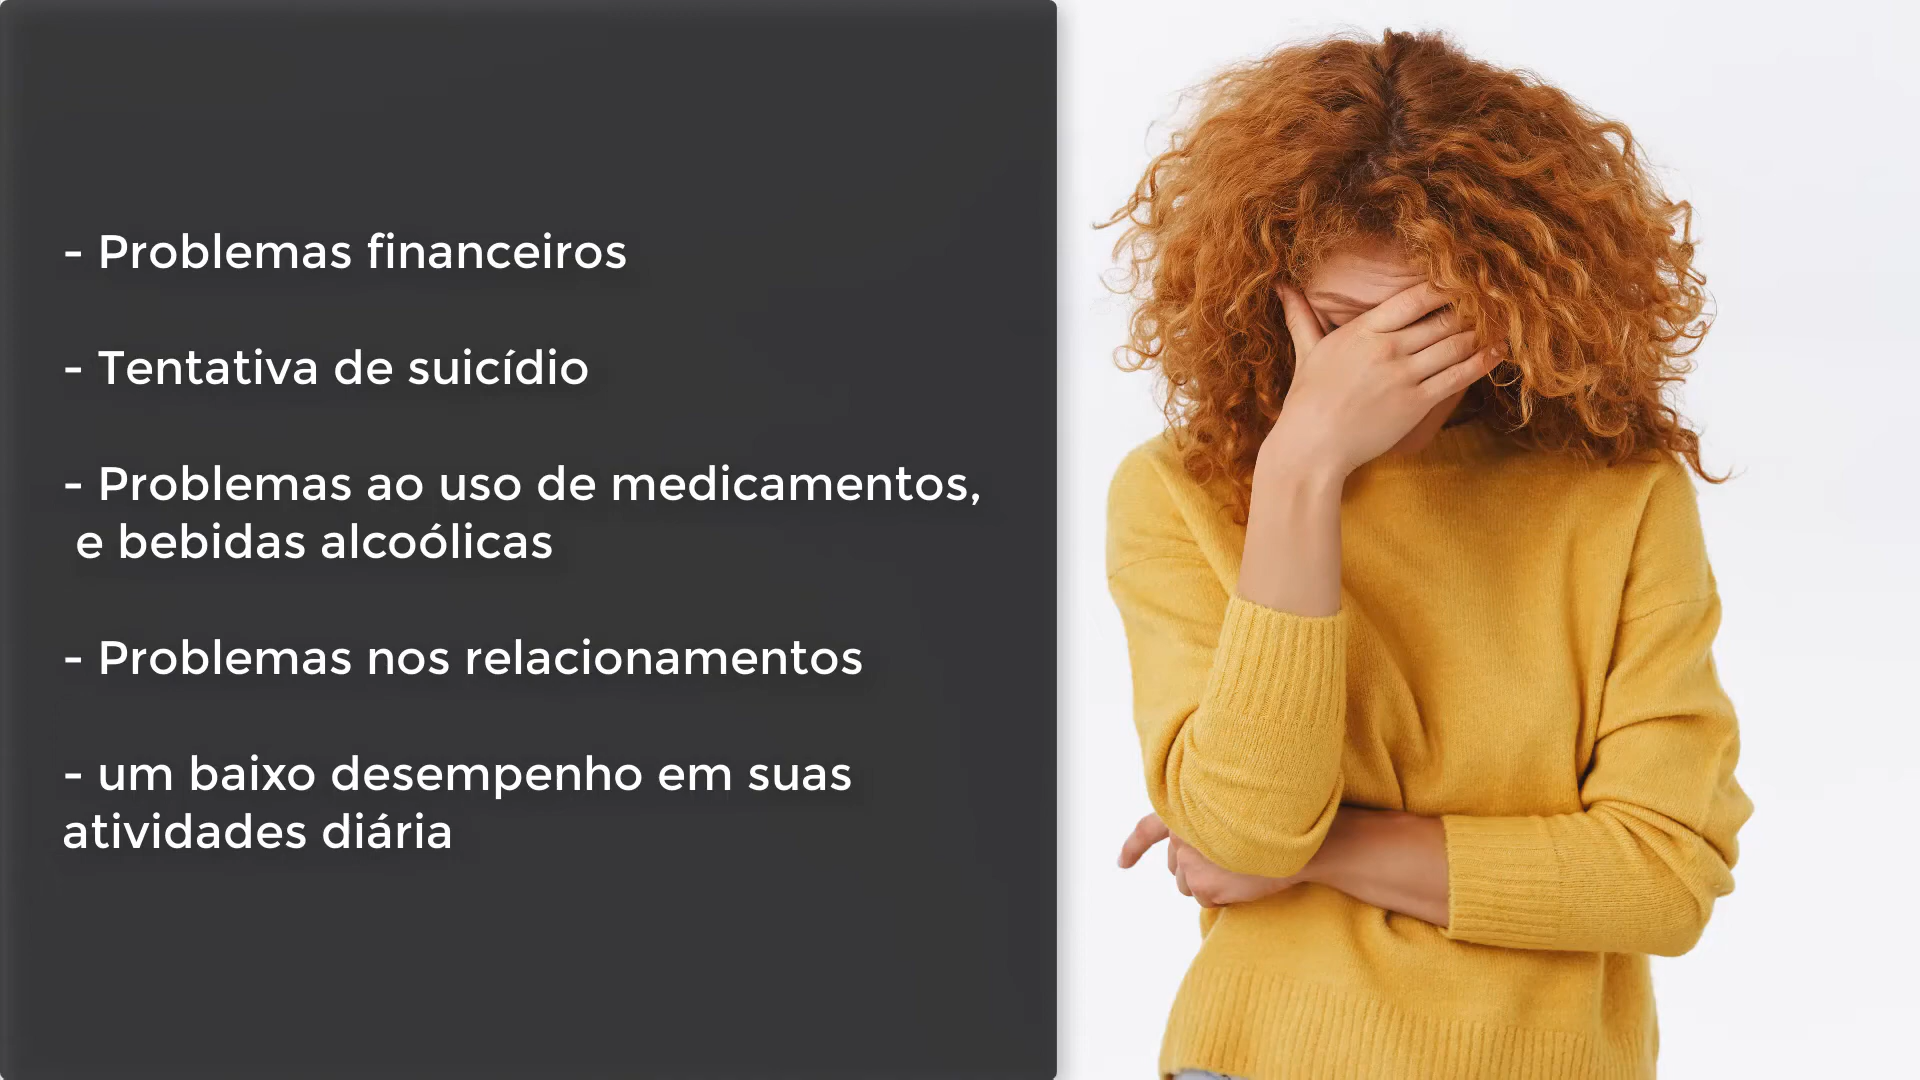 - Problemas financeiros
- Tentativa de suicídio
- Problemas ao uso de medicamentos,
e bebidas alcoólicas
- Problemas nos relacionamentos
- um baixo desempenho em suas
atividades diária